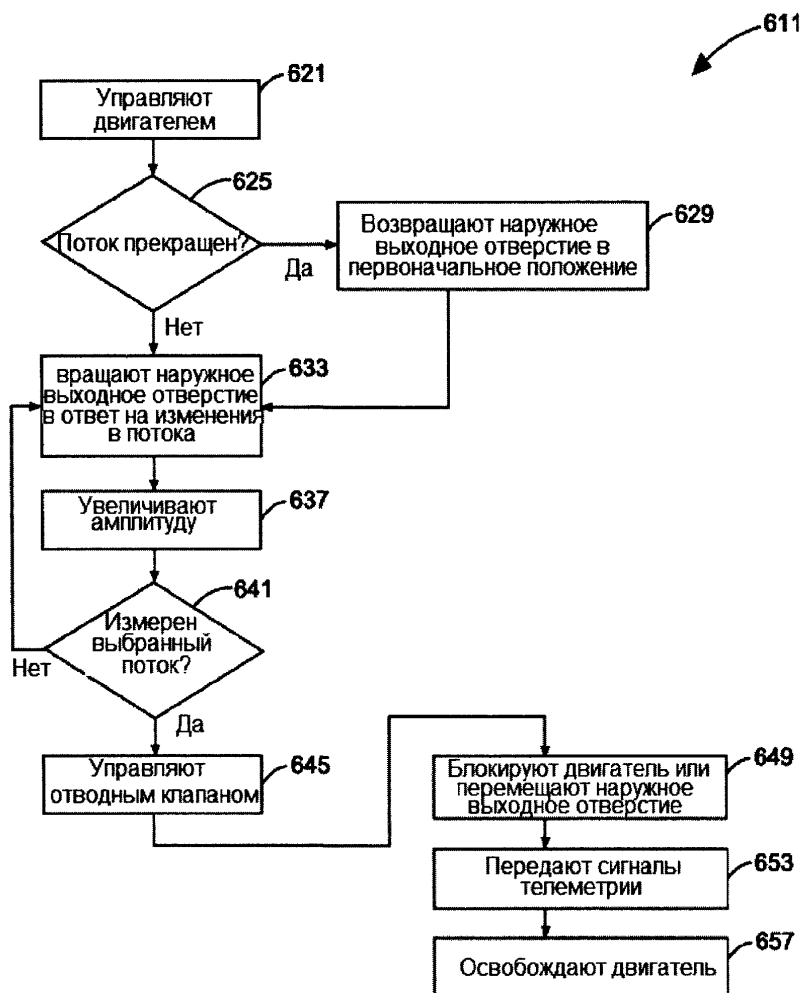 611
621
Управляют
двигателем
625
Поток прекращен?
Да
Нет
629
Возвращают наружное
выходное отверстие в
первоначальное положение
633
вращают наружное
выходное отверстие
в ответ на изменения
в потока
637
Увеличивают
амплитуду
641
Измерен
выбранный
поток?
Нет
Да
645
Управляют
отводным клапаном
649
Блокируют двигатель или
перемещают наружное
выходное отверстие
653
Передают сигналы
телеметрии
657
Освобождают двигатель